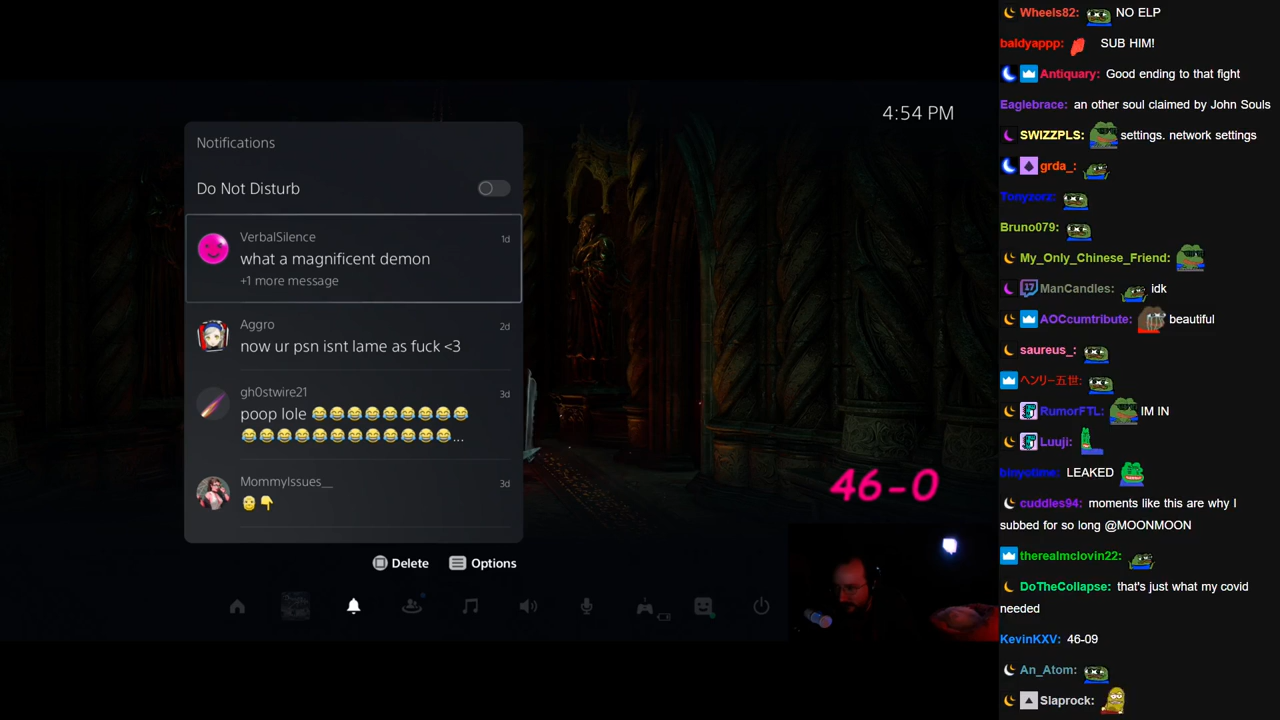 4:54 PM
Notifications
Do Not Disturb
VerbalSilence
1d
what a magnificent demon
+1 more message
Aggro
2d
now ur psn isnt lame as fuck <3
gh0stwire21
3d
poop lole 😂😂😂😂😂😂😂😂😂
😂😂😂😂😂😂😂😂😂😂😂😂...
MommyIssues__
3d
Delete
Options
46-0
Wheels82: NO ELP
baldyappp: SUB HIM!
Antiquary: Good ending to that fight
Eaglebrace: an other soul claimed by John Souls
SWIZZPLS: settings. network settings
grda_:
Tonyzorz:
Bruno079:
My_Only_Chinese_Friend:
17 ManCandles: idk
AOCcumtribute: beautiful
saureus_:
ヘンリー五世:
RumorFTL: IM IN
Luuji:
binyotime: LEAKED
cuddles94: moments like this are why I
subbed for so long @MOONMOON
therealmclovin22:
DoTheCollapse: that's just what my covid
needed
KevinKXV: 46-09
An_Atom:
Slaprock: